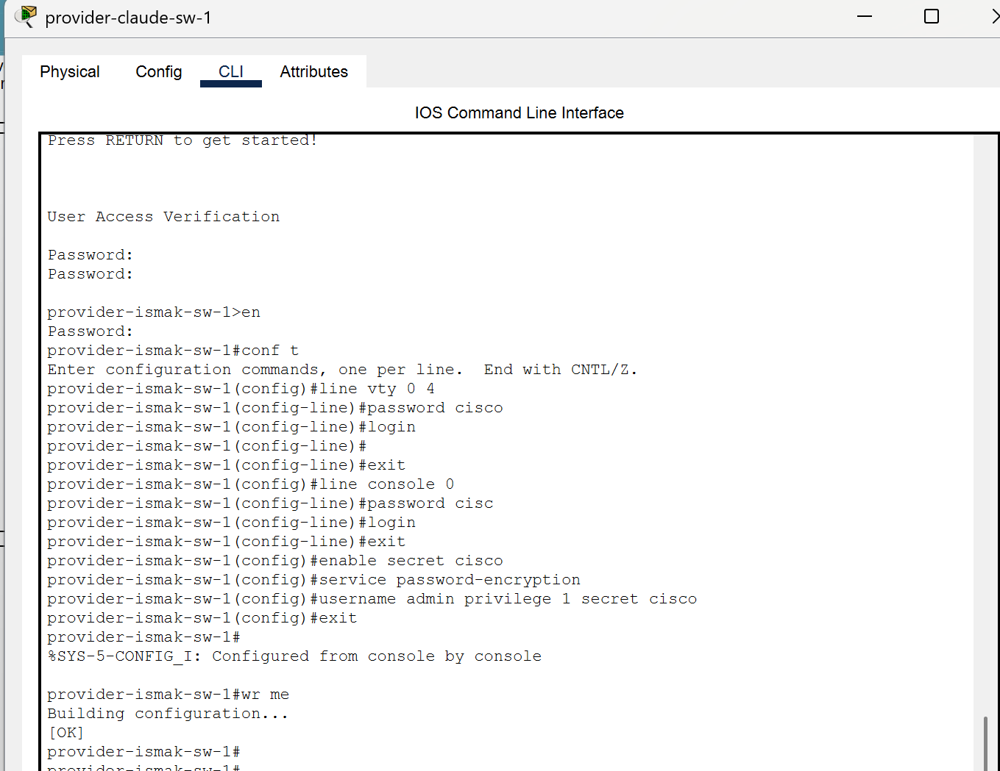 provider-claude-sw-1
Physical Config CLI Attributes
IOS Command Line Interface
Press RETURN to get started!
User Access Verification
Password:
Password:
provider-ismak-sw-1>en
Password:
provider-ismak-sw-1#conf t
Enter configuration commands, one per line.  End with CNTL/Z.
provider-ismak-sw-1(config)#line vty 0 4
provider-ismak-sw-1(config-line)#password cisco
provider-ismak-sw-1(config-line)#login
provider-ismak-sw-1(config-line)#
provider-ismak-sw-1(config-line)#exit
provider-ismak-sw-1(config)#line console 0
provider-ismak-sw-1(config-line)#password cisc
provider-ismak-sw-1(config-line)#login
provider-ismak-sw-1(config-line)#exit
provider-ismak-sw-1(config)#enable secret cisco
provider-ismak-sw-1(config)#service password-encryption
provider-ismak-sw-1(config)#username admin privilege 1 secret cisco
provider-ismak-sw-1(config)#exit
provider-ismak-sw-1#
%SYS-5-CONFIG_I: Configured from console by console
provider-ismak-sw-1#wr me
Building configuration...
[OK]
provider-ismak-sw-1#
provider-ismak-sw-1#